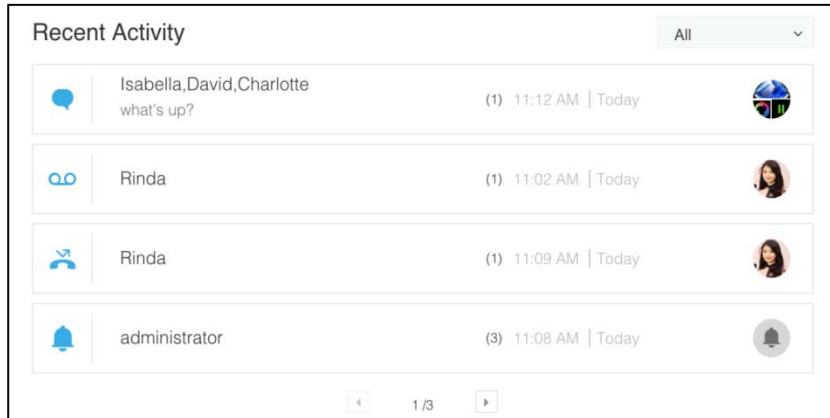 Recent Activity
All
Isabella,David,Charlotte
what's up?
(1) 11:12 AM | Today
Rinda
(1) 11:02 AM | Today
Rinda
(1) 11:09 AM | Today
administrator
(3) 11:08 AM | Today
1 /3